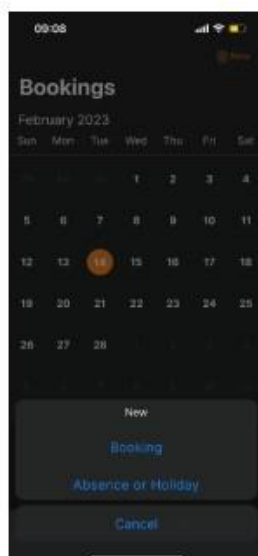 09:08
New
Bookings
February 2023
Sun Mon Tue Wed Thu Fri Sat
1 2 3 4
5 6 7 8 9 10 11
12 13 14 15 16 17 18
19 20 21 22 23 24 25
26 27 28
New
Booking
Absence or Holiday
Cancel